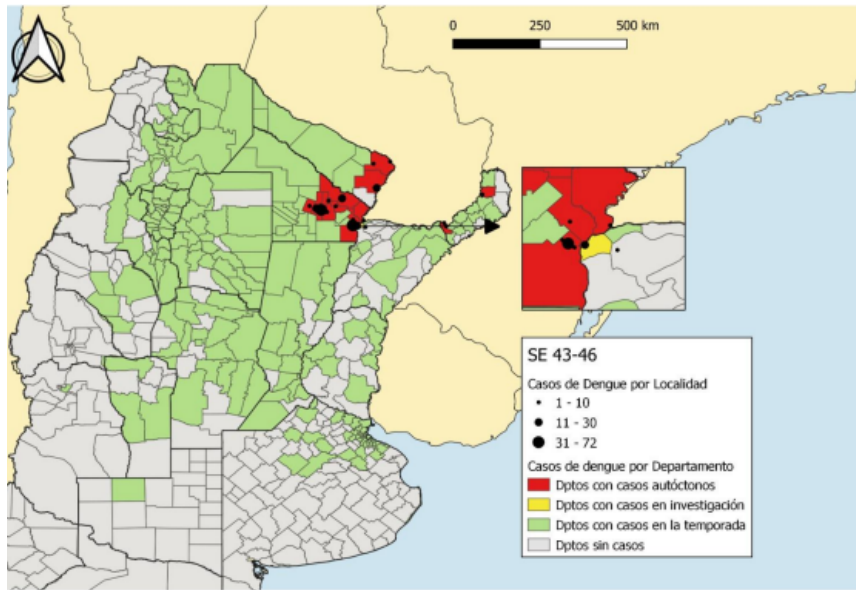 0 250 500 km
SE 43-46
Casos de Dengue por Localidad
1 - 10
11 - 30
31 - 72
Casos de dengue por Departamento
Dptos con casos autóctonos
Dptos con casos en investigación
Dptos con casos en la temporada
Dptos sin casos